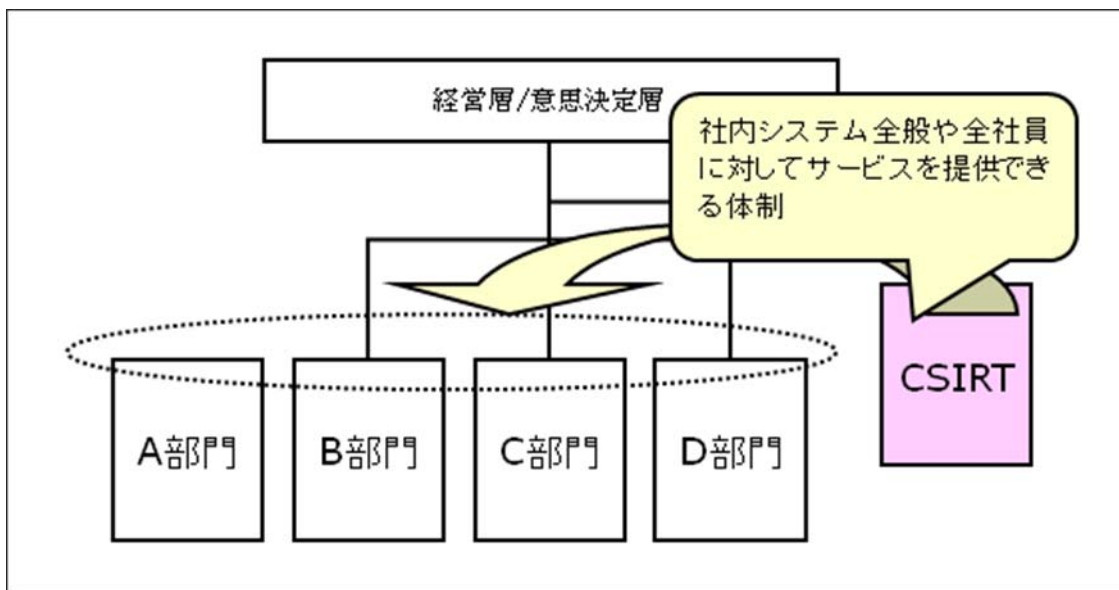 経営層/意思決定層
社内システム全般や全社員
に対してサービスを提供でき
る体制
CSIRT
A部門
B部門
C部門
D部門